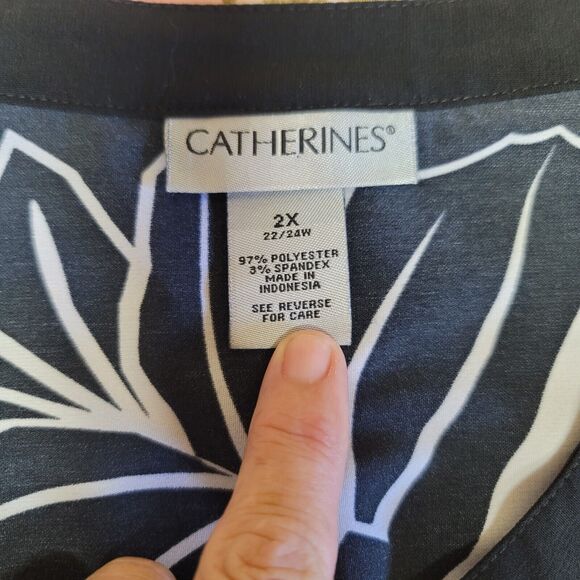 CATHERINES®
2X
22/24W
97% POLYESTER
3% SPANDEX
MADE IN
INDONESIA
SEE REVERSE
FOR CARE